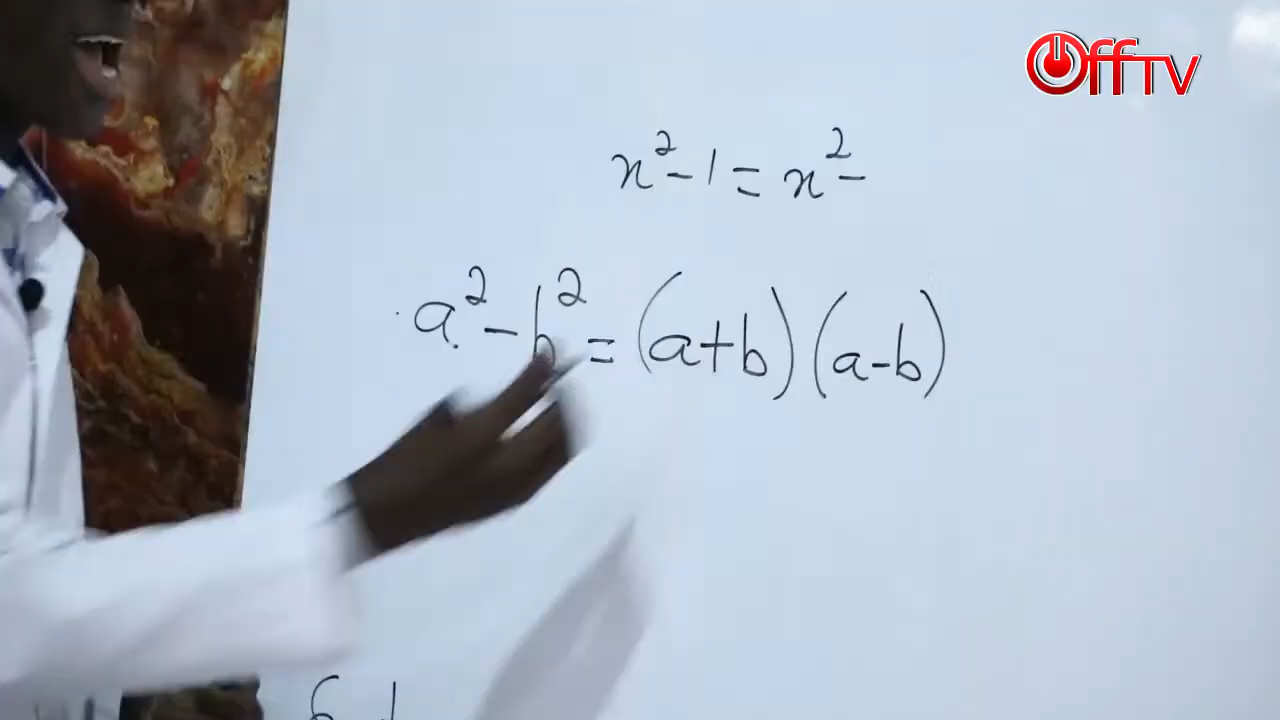 OFFTV
x² - 1 = x² -
a² - b² = (a+b)(a-b)